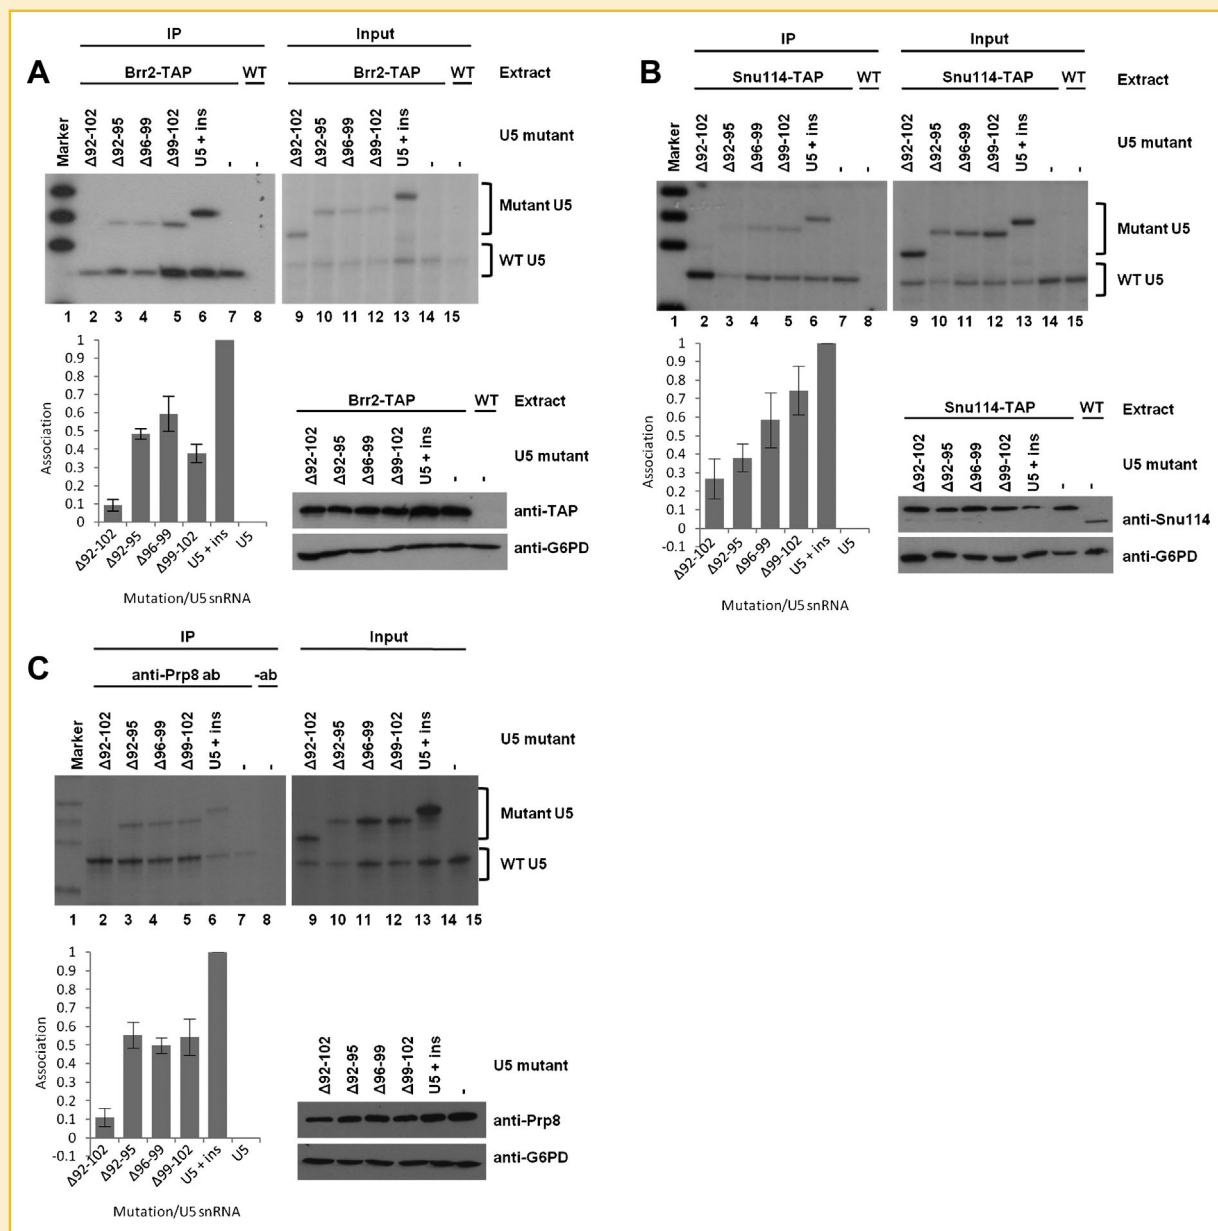 A
IP Input
Brr2-TAP WT Brr2-TAP WT Extract
Marker Δ92-102 Δ92-95 Δ96-99 Δ99-102 U5 + ins - - Δ92-102 Δ92-95 Δ96-99 Δ99-102 U5 + ins - - U5 mutant
Mutant U5
WT U5
1 2 3 4 5 6 7 8 9 10 11 12 13 14 15
1
0.9
0.8
0.7
0.6
0.5
0.4
0.3
0.2
0.1
0
Association
Δ92-102 Δ92-95 Δ96-99 Δ99-102 U5 + ins U5
Mutation/U5 snRNA
Brr2-TAP WT Extract
Δ92-102 Δ92-95 Δ96-99 Δ99-102 U5 + ins - - U5 mutant
anti-TAP
anti-G6PD
B
IP Input
Snu114-TAP WT Snu114-TAP WT Extract
Marker Δ92-102 Δ92-95 Δ96-99 Δ99-102 U5 + ins - - Δ92-102 Δ92-95 Δ96-99 Δ99-102 U5 + ins - - U5 mutant
Mutant U5
WT U5
1 2 3 4 5 6 7 8 9 10 11 12 13 14 15
1
0.9
0.8
0.7
0.6
0.5
0.4
0.3
0.2
0.1
0
-0.1
Association
Δ92-102 Δ92-95 Δ96-99 Δ99-102 U5 + ins U5
Mutation/U5 snRNA
Snu114-TAP WT Extract
Δ92-102 Δ92-95 Δ96-99 Δ99-102 U5 + ins - - U5 mutant
anti-Snu114
anti-G6PD
C
IP Input
anti-Prp8 ab -ab
Marker Δ92-102 Δ92-95 Δ96-99 Δ99-102 U5 + ins - - Δ92-102 Δ92-95 Δ96-99 Δ99-102 U5 + ins - U5 mutant
Mutant U5
WT U5
1 2 3 4 5 6 7 8 9 10 11 12 13 14 15
1
0.9
0.8
0.7
0.6
0.5
0.4
0.3
0.2
0.1
0
-0.1
Association
Δ92-102 Δ92-95 Δ96-99 Δ99-102 U5 + ins U5
Mutation/U5 snRNA
Δ92-102 Δ92-95 Δ96-99 Δ99-102 U5 + ins - U5 mutant
anti-Prp8
anti-G6PD